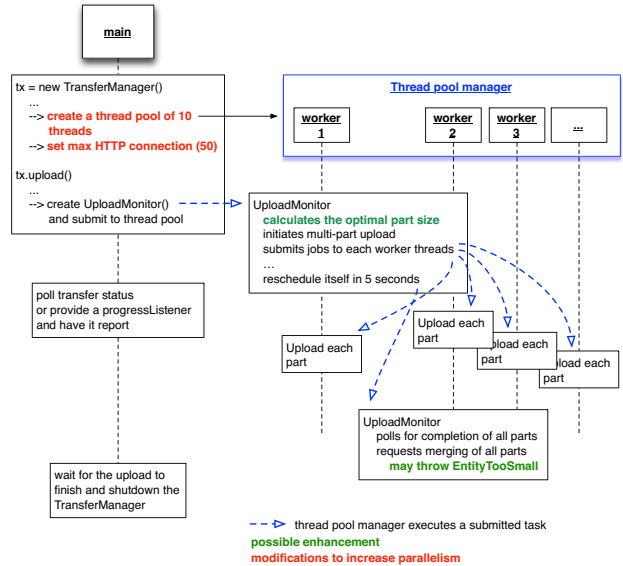 main
tx = new TransferManager()
...
--> create a thread pool of 10
threads
--> set max HTTP connection (50)
tx.upload()
...
--> create UploadMonitor()
and submit to thread pool
Thread pool manager
worker
1
worker
2
worker
3
...
UploadMonitor
calculates the optimal part size
initiates multi-part upload
submits jobs to each worker threads
...
reschedule itself in 5 seconds
poll transfer status
or provide a progressListener
and have it report
Upload each
part
Upload each
part
pload each
part
load each
part
UploadMonitor
polls for completion of all parts
requests merging of all parts
may throw EntityTooSmall
wait for the upload to
finish and shutdown the
TransferManager
thread pool manager executes a submitted task
possible enhancement
modifications to increase parallelism